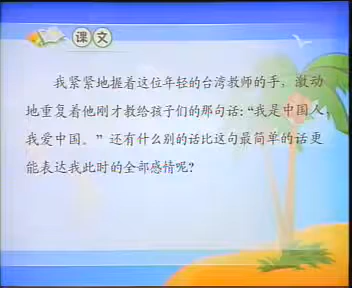 课文
我紧紧地握着这位年轻的台湾教师的手，激动
地重复着他刚才教给孩子们的那句话：“我是中国人，
我爱中国。”还有什么别的话比这句最简单的话更
能表达我此时的全部感情呢？